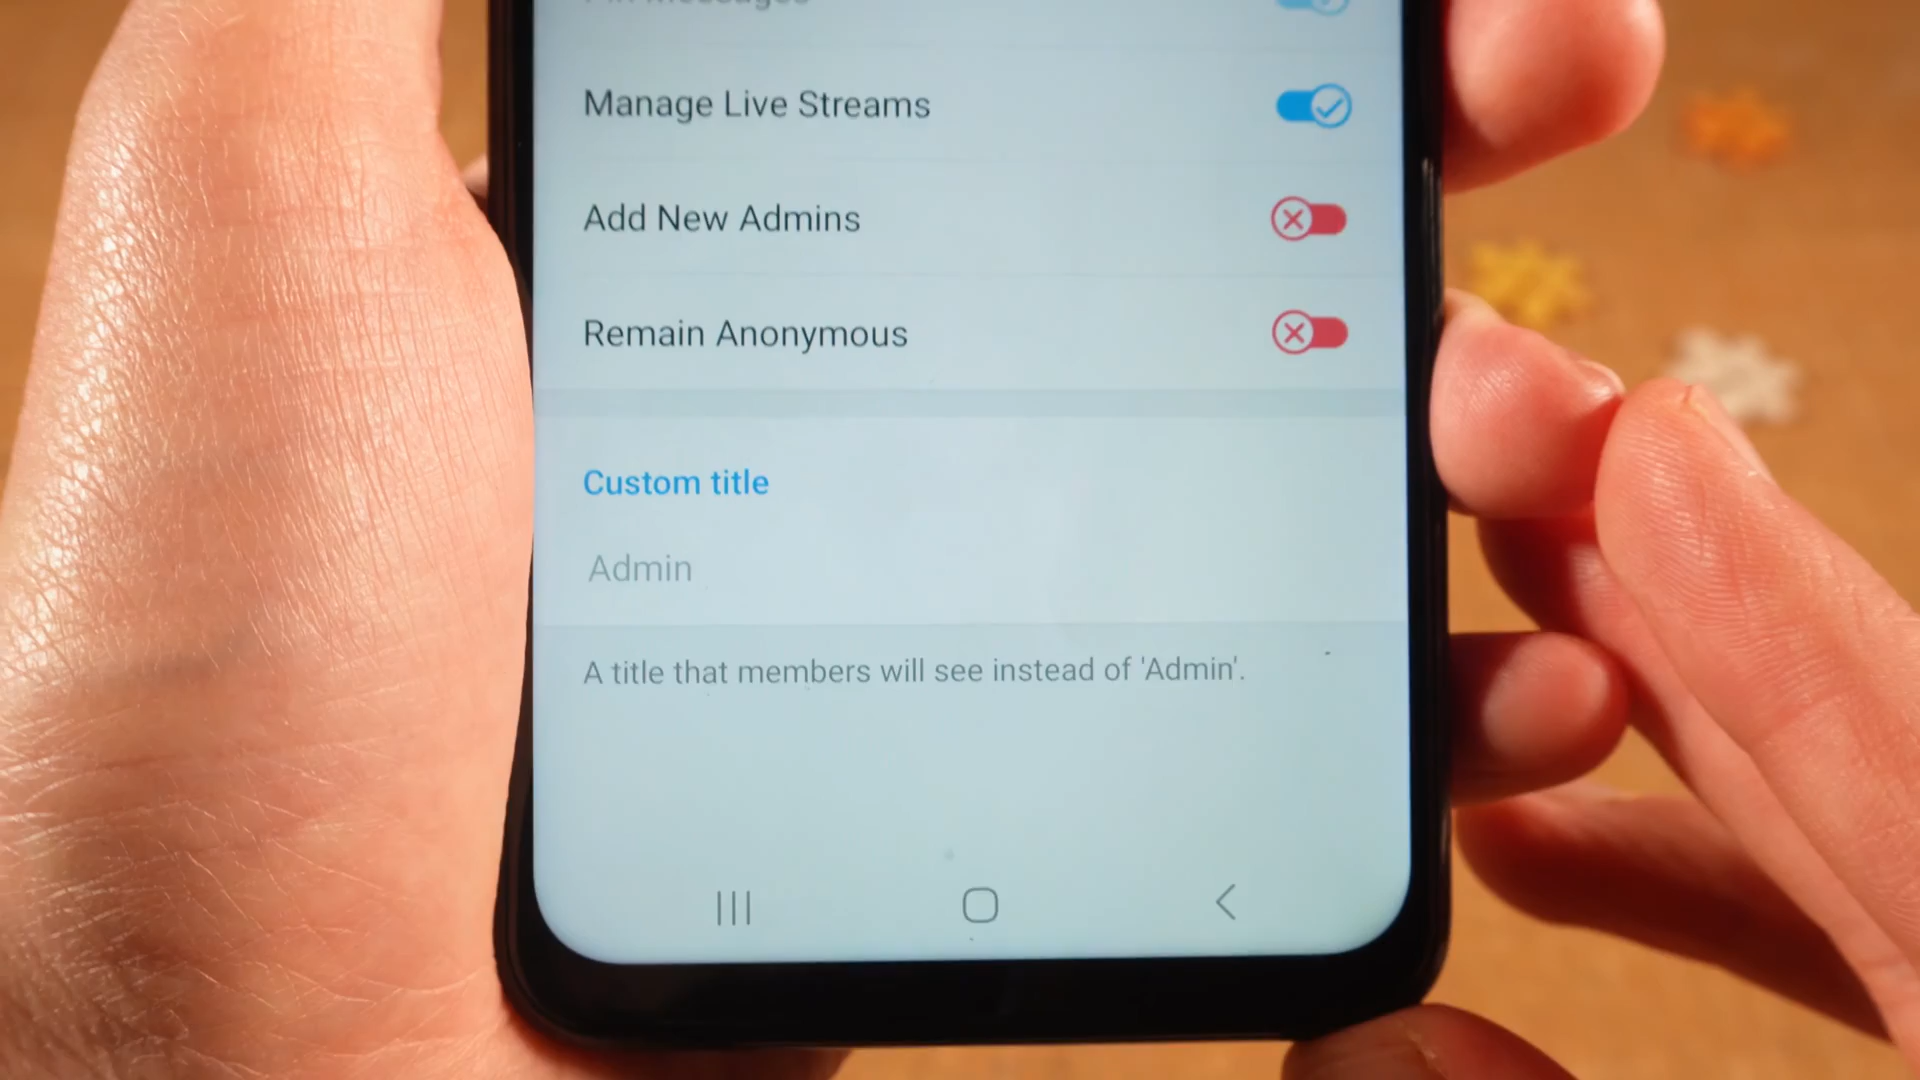 Messages
Manage Live Streams
Add New Admins
Remain Anonymous
Custom title
Admin
A title that members will see instead of 'Admin'.